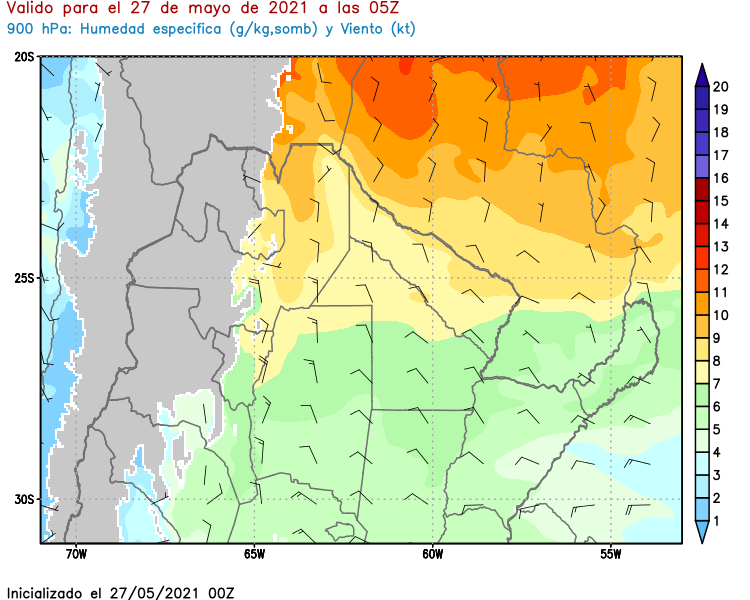 Valido para el 27 de mayo de 2021 a las 05Z
900 hPa: Humedad especifica (g/kg,somb) y Viento (kt)
20S
25S
30S
70W
65W
60W
55W
20
19
18
17
16
15
14
13
12
11
10
9
8
7
6
5
4
3
2
1
Inicializado el 27/05/2021 00Z